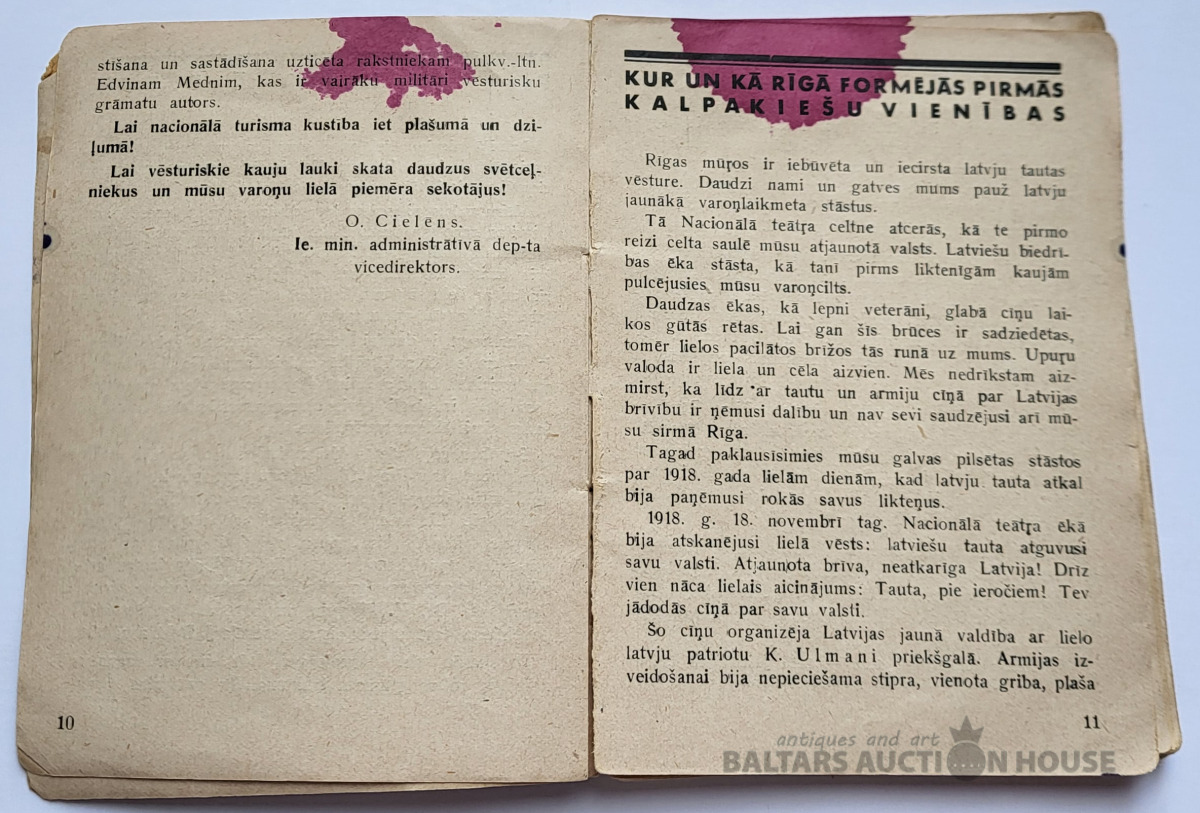 stīšana un sastādīšana uzticēta rakstniekam pulkv.-ltn.
Edvinam Mednim, kas ir vairāku militāri vēsturisku
grāmatu autors.
Lai nacionālā turisma kustība iet plašumā un dzi-
ļumā!
Lai vēsturiskie kauju lauki skata daudzus svētceļ-
niekus un mūsu varoņu lielā piemēra sekotājus!
O. Cielēns.
Ie. min. administrātīvā dep-ta
vicedirektors.
10
KUR UN KĀ RĪGĀ FORMĒJĀS PIRMĀS
KALPAKIEŠU VIENĪBAS
Rīgas mūŗos ir iebūvēta un iecirsta latvju tautas
vēsture. Daudzi nami un gatves mums pauž latvju
jaunākā varoņlaikmeta stāstus.
Tā Nacionālā teātŗa celtne atcerās, kā te pirmo
reizi celta saulē mūsu atjaunotā valsts. Latviešu biedrī-
bas ēka stāsta, kā tanī pirms liktenīgām kaujām
pulcējusies mūsu varoņcilts.
Daudzas ēkas, kā lepni veterāni, glabā cīņu lai-
kos gūtās rētas. Lai gan šīs brūces ir sadziedētas,
tomēr lielos pacilātos brīžos tās runā uz mums. Upuŗu
valoda ir liela un cēla aizvien. Mēs nedrīkstam aiz-
mirst, ka līdz ar tautu un armiju cīņā par Latvijas
brīvību ir ņēmusi dalību un nav sevi saudzējusi arī mū-
su sirmā Rīga.
Tagad paklausīsimies mūsu galvas pilsētas stāstos
par 1918. gada lielām dienām, kad latvju tauta atkal
bija paņēmusi rokās savus likteņus.
1918. g. 18. novembrī tag. Nacionālā teātŗa ēkā
bija atskanējusi lielā vēsts: latviešu tauta atguvusi
savu valsti. Atjaunota brīva, neatkarīga Latvija! Drīz
vien nāca lielais aicinājums: Tauta, pie ieročiem! Tev
jādodās cīņā par savu valsti.
Šo cīņu organizēja Latvijas jaunā valdība ar lielo
latvju patriotu K. Ulmani priekšgalā. Armijas iz-
veidošanai bija nepieciešama stipra, vienota griba, plaša
11
antiques and art
BALTARS AUCTION HOUSE